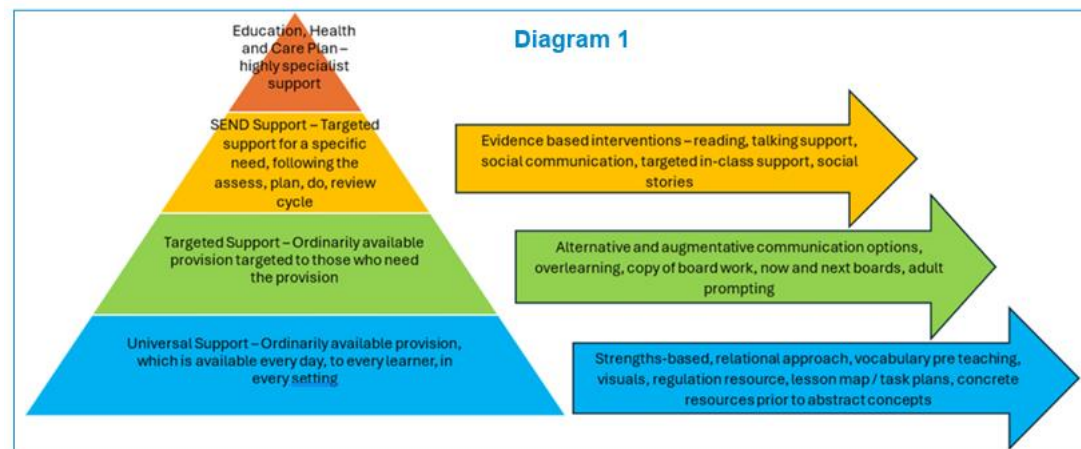 Diagram 1
Education, Health
and Care Plan –
highly specialist
support
SEND Support – Targeted
support for a specific
need, following the
assess, plan, do, review
cycle
Evidence based interventions – reading, talking support,
social communication, targeted in-class support, social
stories
Targeted Support – Ordinarily available
provision targeted to those who need
the provision
Alternative and augmentative communication options,
overlearning, copy of board work, now and next boards, adult
prompting
Universal Support – Ordinarily available provision,
which is available every day, to every learner, in
every setting
Strengths-based, relational approach, vocabulary pre teaching,
visuals, regulation resource, lesson map / task plans, concrete
resources prior to abstract concepts